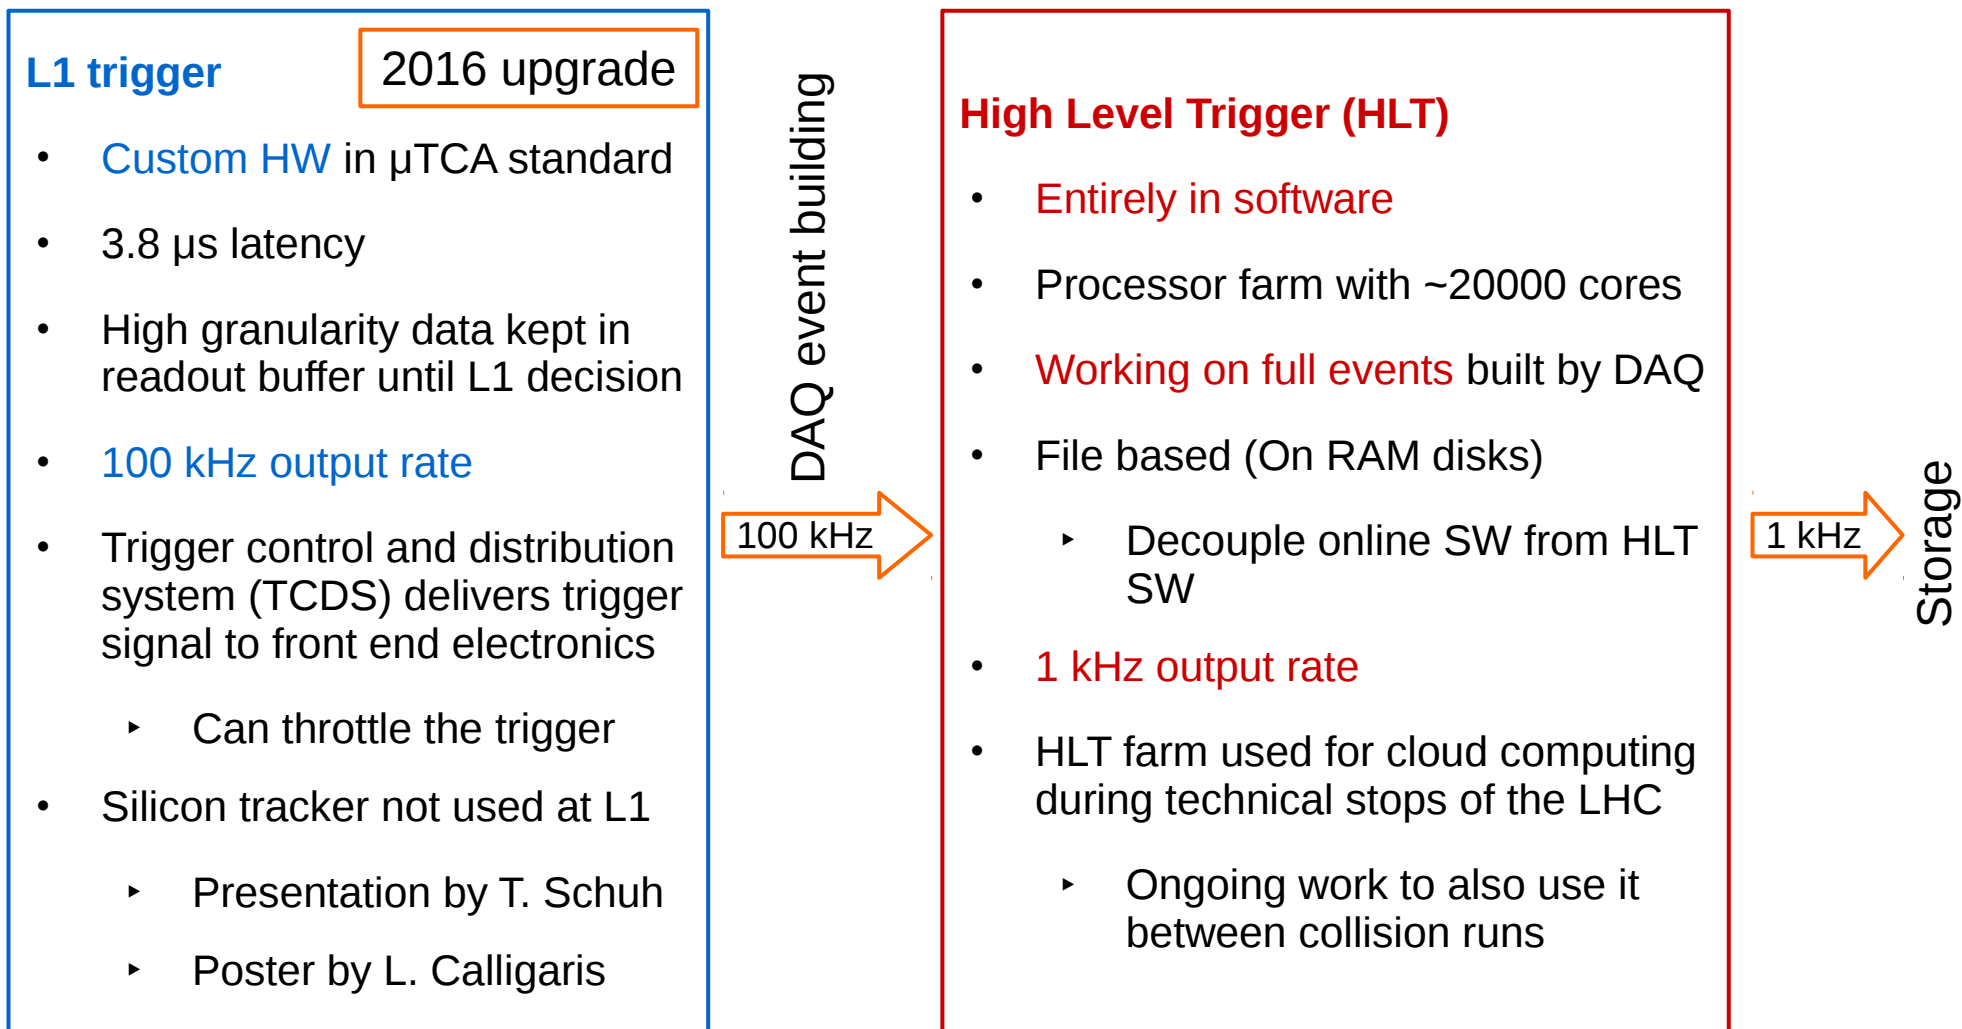 L1 trigger
2016 upgrade
• Custom HW in μTCA standard
• 3.8 μs latency
• High granularity data kept in
readout buffer until L1 decision
• 100 kHz output rate
• Trigger control and distribution
system (TCDS) delivers trigger
signal to front end electronics
‣ Can throttle the trigger
• Silicon tracker not used at L1
‣ Presentation by T. Schuh
‣ Poster by L. Calligaris
DAQ event building
100 kHz
High Level Trigger (HLT)
• Entirely in software
• Processor farm with ~20000 cores
• Working on full events built by DAQ
• File based (On RAM disks)
‣ Decouple online SW from HLT
SW
• 1 kHz output rate
• HLT farm used for cloud computing
during technical stops of the LHC
‣ Ongoing work to also use it
between collision runs
1 kHz
Storage